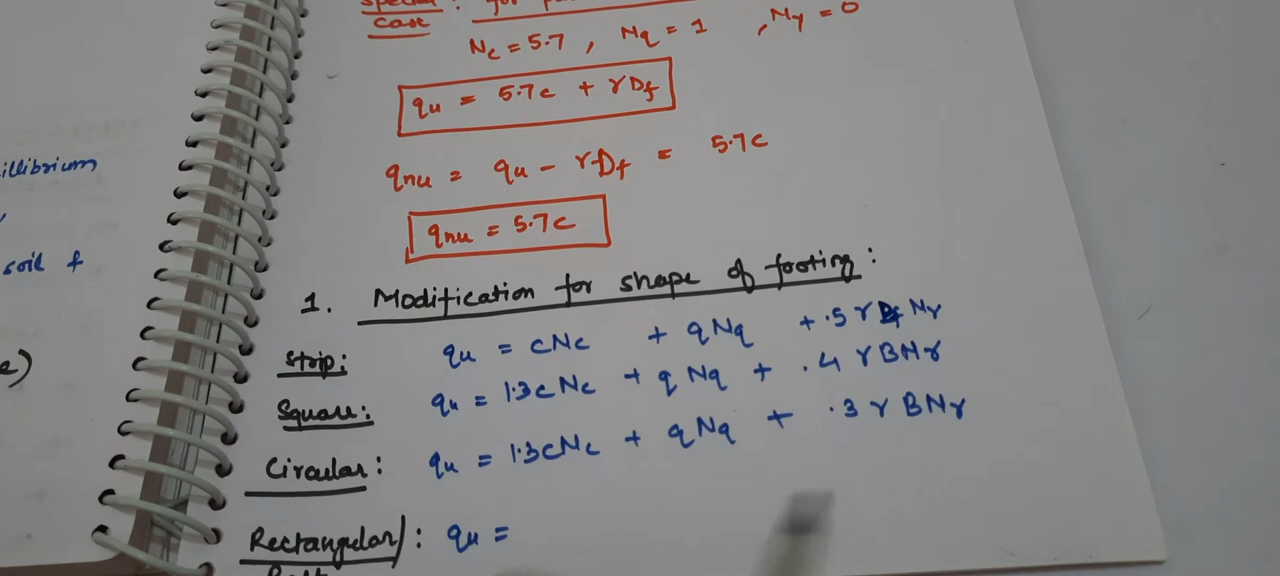 illibrium
soil f
e)
case
Nc = 5.7 , Nq = 1 , Nγ = 0
qu = 5.7c + γDf
qnu = qu - γDf = 5.7c
qnu = 5.7c
1. Modification for shape of footing:
Strip: qu = cNc + qNq + .5 γ B Nγ
Square: qu = 1.3cNc + qNq + .4 γBNγ
Circular: qu = 1.3cNc + qNq + .3 γ BNγ
Rectangular/: qu =